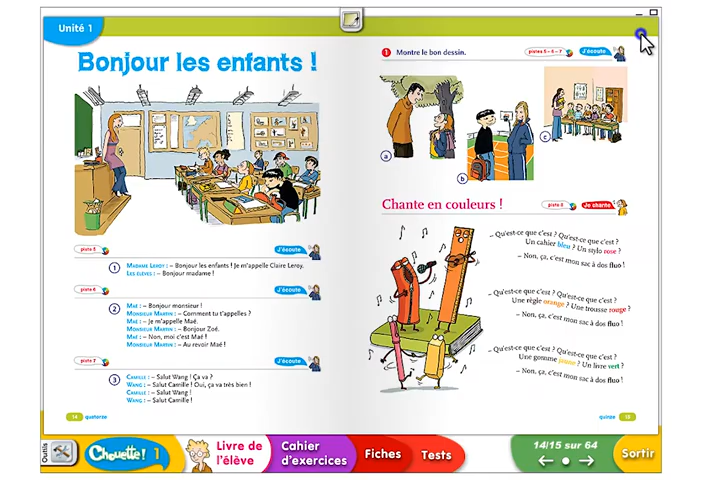 Unité 1
Bonjour les enfants !
piste 5
J'écoute
1
MADAME LEROY : – Bonjour les enfants ! Je m'appelle Claire Leroy.
LES ÉLÈVES : – Bonjour madame !
piste 6
J'écoute
2
MAÉ : – Bonjour monsieur !
MONSIEUR MARTIN : – Comment tu t'appelles ?
MAÉ : – Je m'appelle Maé.
MONSIEUR MARTIN : – Bonjour Zoé.
MAÉ : – Non, moi c'est Maé !
MONSIEUR MARTIN : – Au revoir Maé !
piste 7
J'écoute
3
CAMILLE : – Salut Wang ! Ça va ?
WANG : – Salut Camille ! Oui, ça va très bien !
CAMILLE : – Salut Wang !
WANG : – Salut Camille !
14 quatorze
1 Montre le bon dessin.
pistes 5 - 6 - 7
J'écoute
a
b
c
Chante en couleurs !
piste 8
Je chante
– Qu'est-ce que c'est ? Qu'est-ce que c'est ?
Un cahier bleu ? Un stylo rose ?
– Non, ça, c'est mon sac à dos fluo !
– Qu'est-ce que c'est ? Qu'est-ce que c'est ?
Une règle orange ? Une trousse rouge ?
– Non, ça, c'est mon sac à dos fluo !
– Qu'est-ce que c'est ? Qu'est-ce que c'est ?
Une gomme jaune ? Un livre vert ?
– Non, ça, c'est mon sac à dos fluo !
quinze 15
Outils
Chouette! 1
Livre de
l'élève
Cahier
d'exercices
Fiches
Tests
14/15 sur 64
Sortir